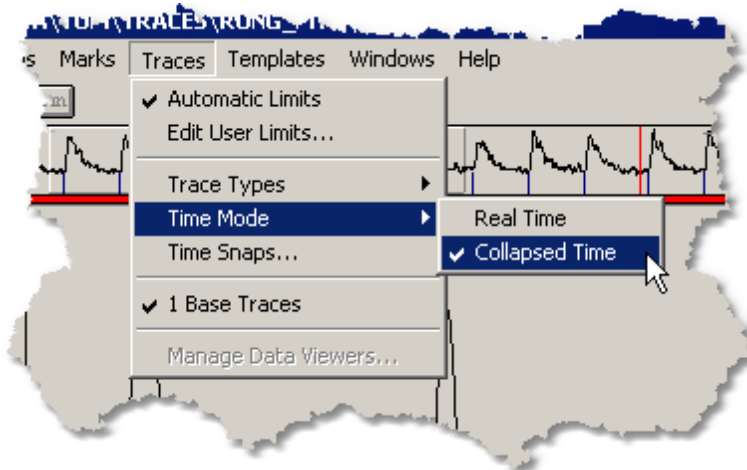 TRACES
Marks Traces Templates Windows Help
Automatic Limits
Edit User Limits...
Trace Types
Time Mode
Real Time
Time Snaps...
Collapsed Time
1 Base Traces
Manage Data Viewers...